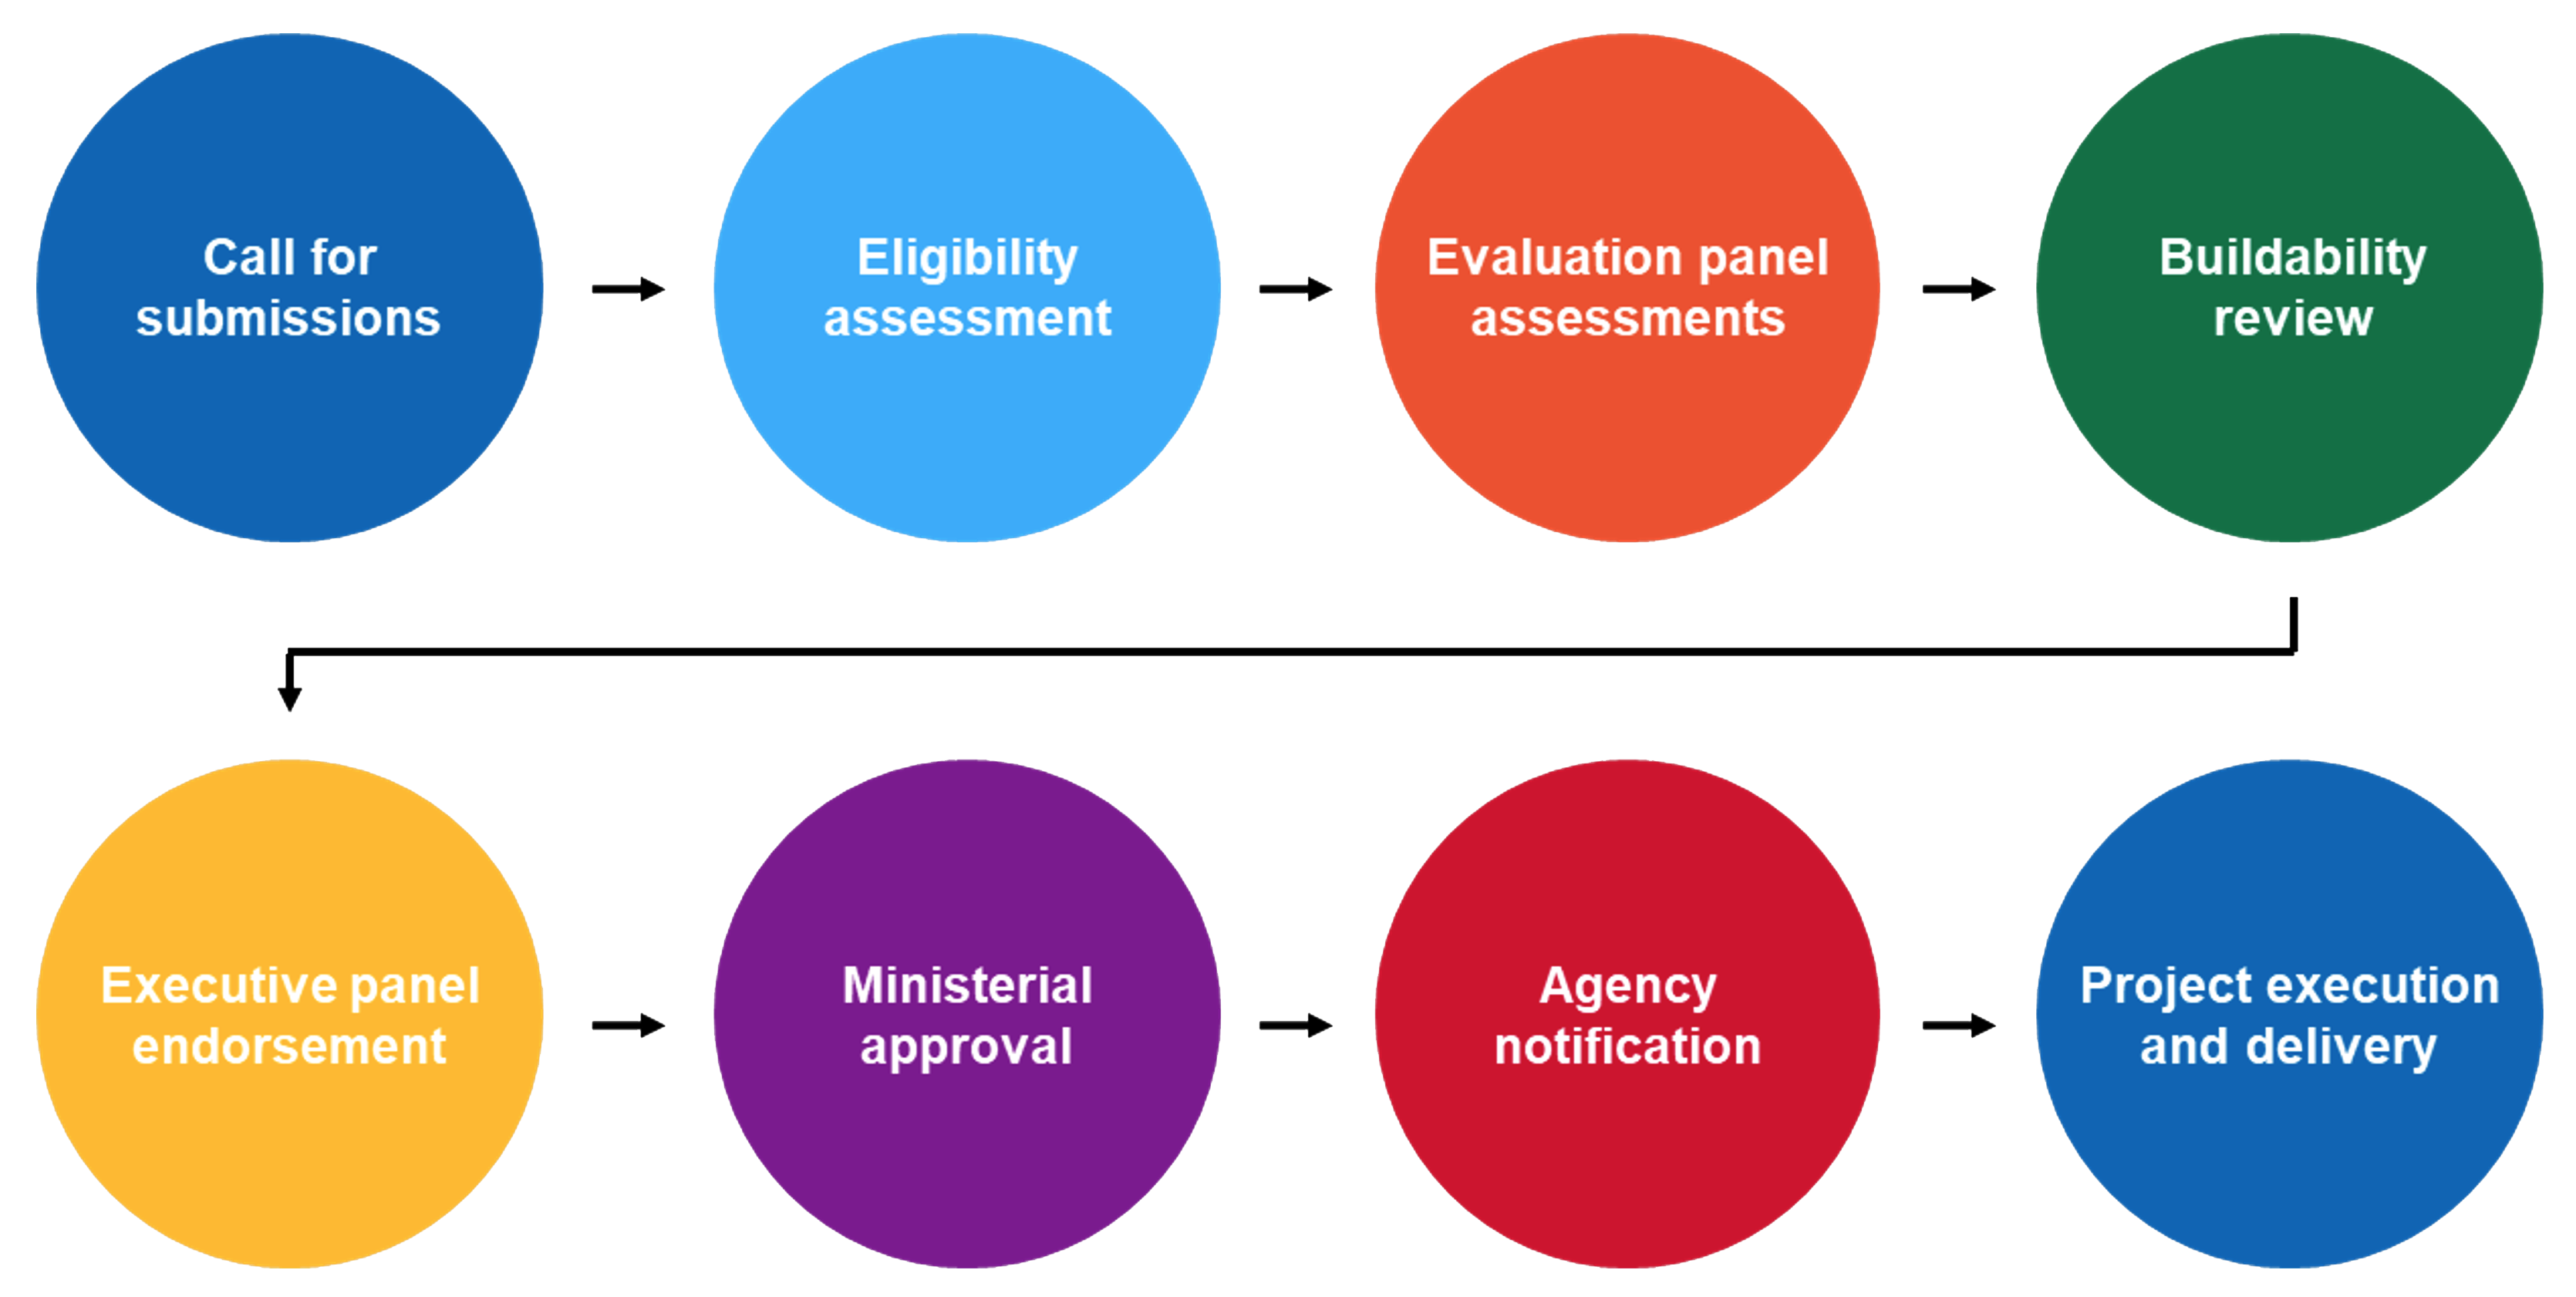 Call for
submissions
Eligibility
assessment
Evaluation panel
assessments
Buildability
review
Executive panel
endorsement
Ministerial
approval
Agency
notification
Project execution
and delivery